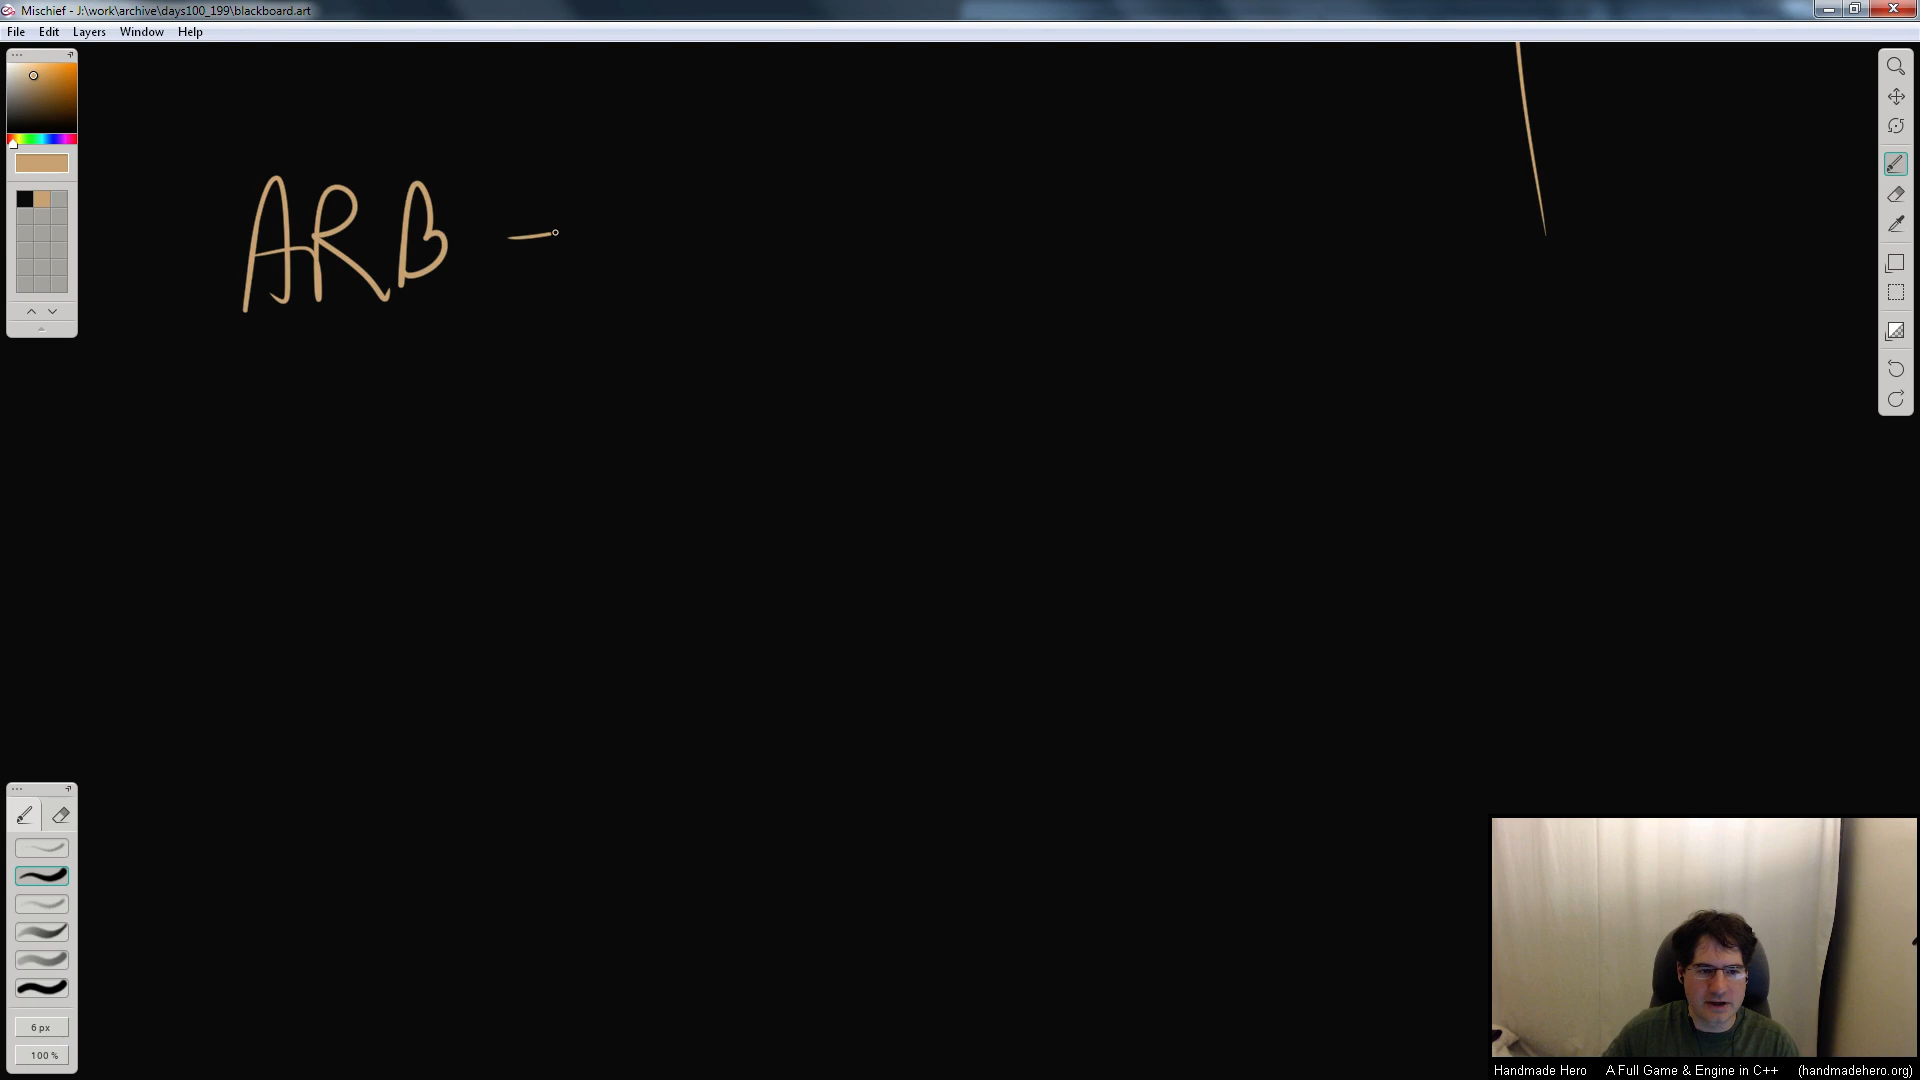 Mischief - J:\work\archive\days100_199\blackboard.art
File Edit Layers Window Help
ARB -
6 px
100 %
Handmade Hero A Full Game & Engine in C++ (handmadehero.org)